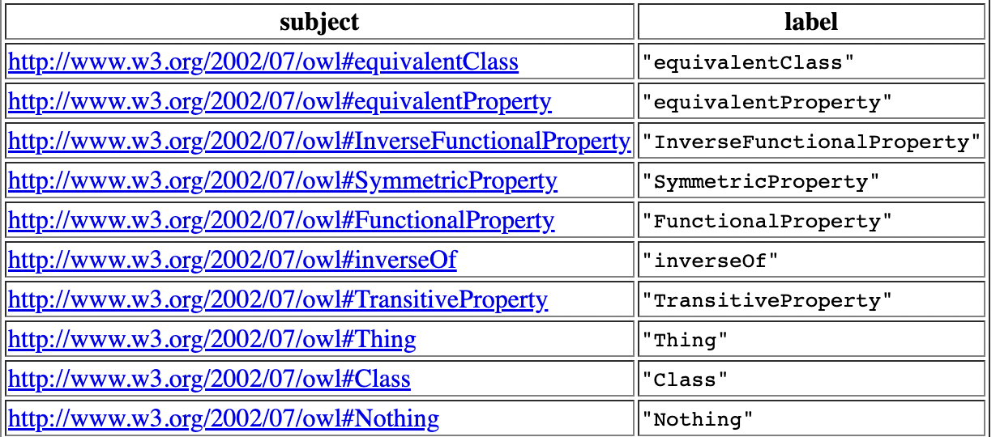 subject label
http://www.w3.org/2002/07/owl#equivalentClass "equivalentClass"
http://www.w3.org/2002/07/owl#equivalentProperty "equivalentProperty"
http://www.w3.org/2002/07/owl#InverseFunctionalProperty "InverseFunctionalProperty"
http://www.w3.org/2002/07/owl#SymmetricProperty "SymmetricProperty"
http://www.w3.org/2002/07/owl#FunctionalProperty "FunctionalProperty"
http://www.w3.org/2002/07/owl#inverseOf "inverseOf"
http://www.w3.org/2002/07/owl#TransitiveProperty "TransitiveProperty"
http://www.w3.org/2002/07/owl#Thing "Thing"
http://www.w3.org/2002/07/owl#Class "Class"
http://www.w3.org/2002/07/owl#Nothing "Nothing"